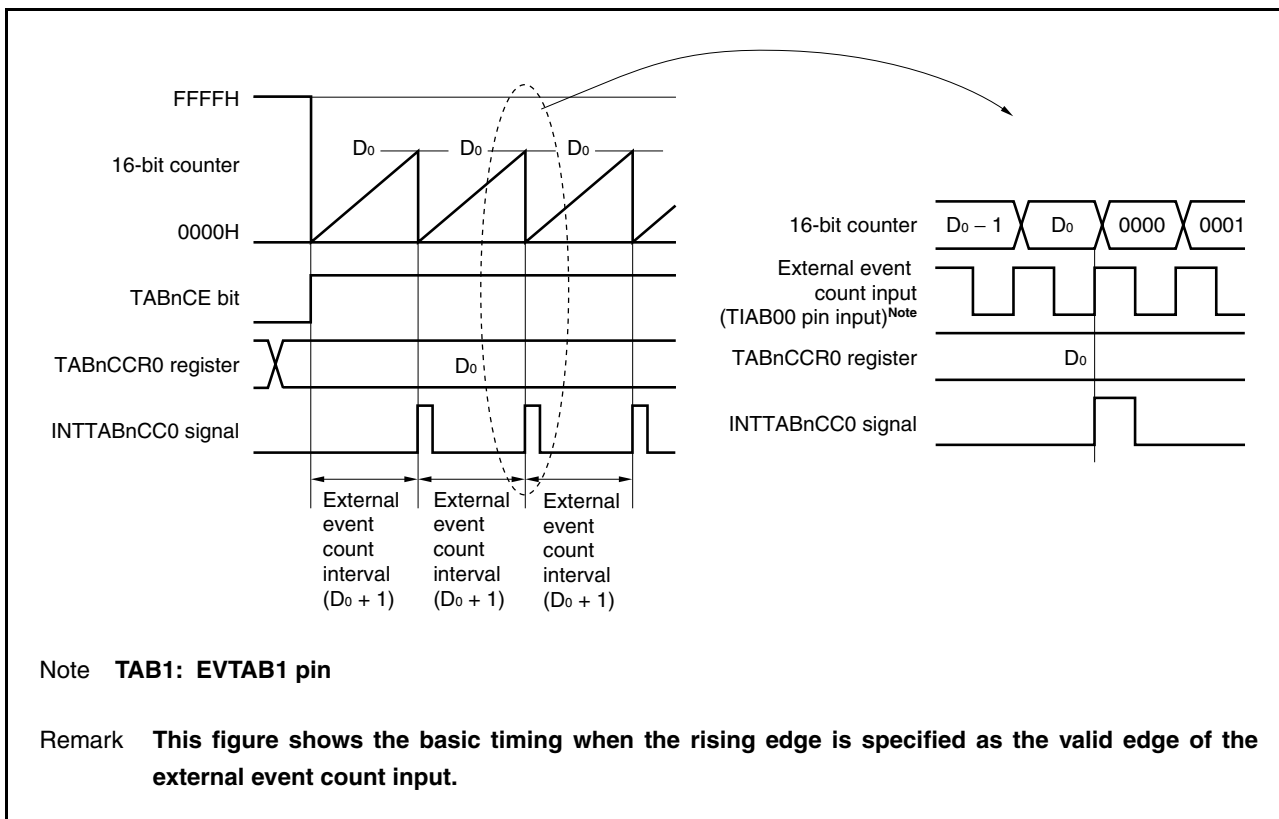 FFFFH
16-bit counter
0000H
D0
D0
D0
TABnCE bit
TABnCCR0 register
D0
INTTABnCC0 signal
External
event
count
interval
(D0 + 1)
External
event
count
interval
(D0 + 1)
External
event
count
interval
(D0 + 1)
16-bit counter
D0 − 1
D0
0000
0001
External event
count input
(TIAB00 pin input)Note
TABnCCR0 register
D0
INTTABnCC0 signal
Note TAB1: EVTAB1 pin
Remark This figure shows the basic timing when the rising edge is specified as the valid edge of the
external event count input.